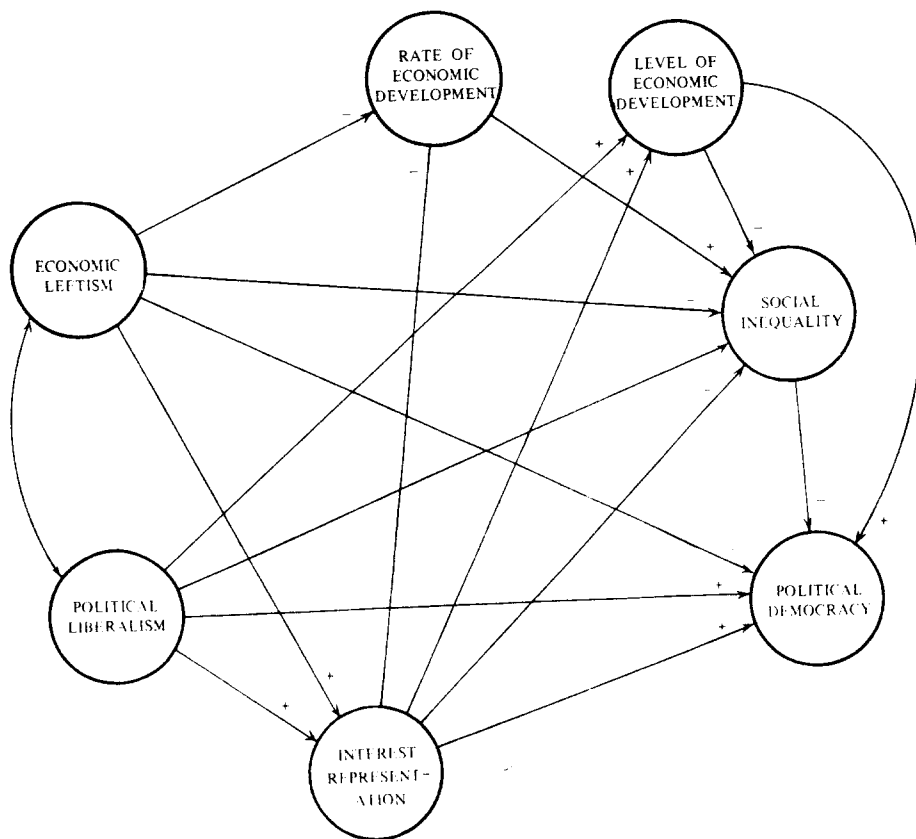 RATE OF
ECONOMIC
DEVELOPMENT
LEVEL OF
ECONOMIC
DEVELOPMENT
ECONOMIC
LEFTISM
SOCIAL
INEQUALITY
POLITICAL
LIBERALISM
POLITICAL
DEMOCRACY
INTEREST
REPRESENT-
ATION